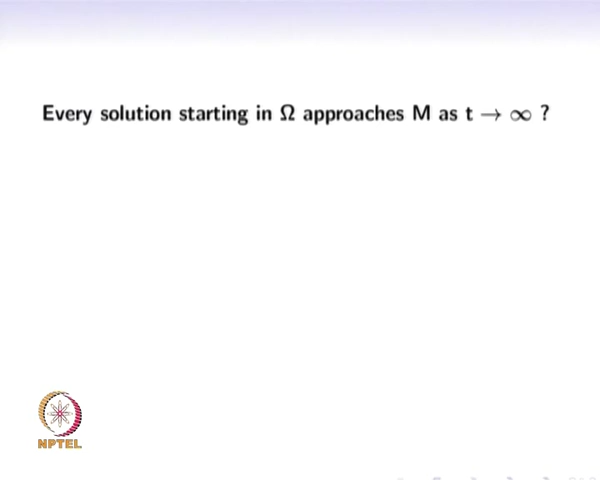 Every solution starting in Ω approaches M as t → ∞ ?
NPTEL